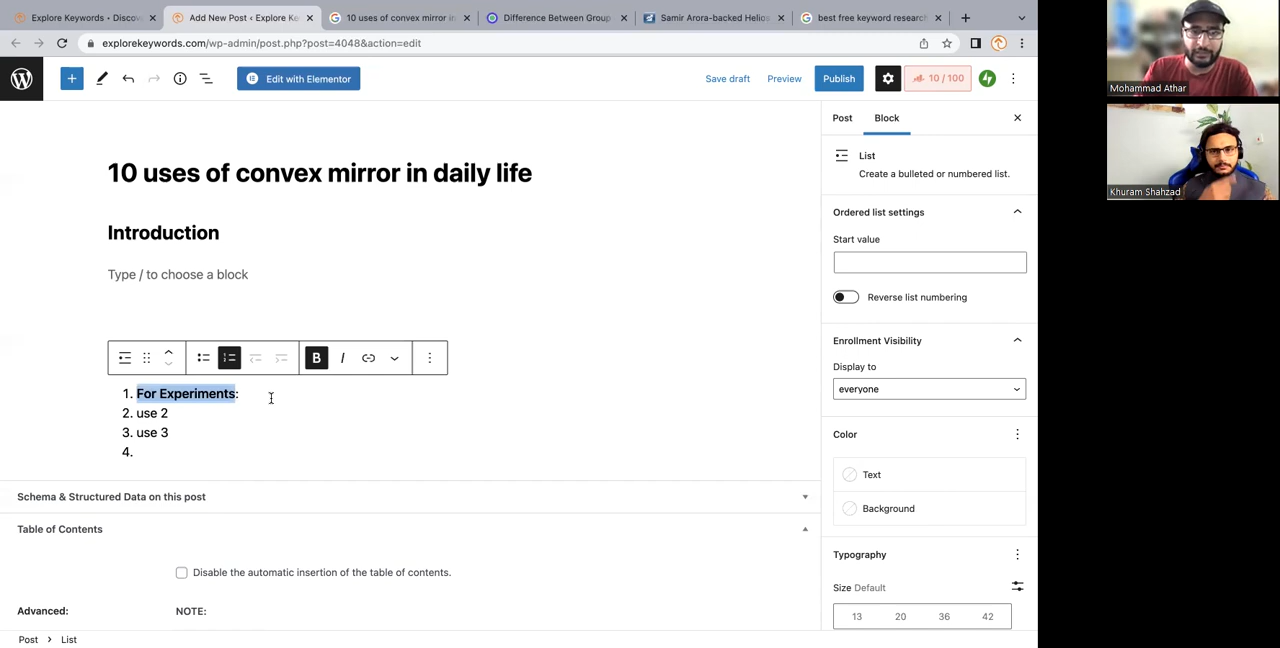 Explore Keywords - Discov
Add New Post ‹ Explore Ke
10 uses of convex mirror in
Difference Between Group
Samir Arora-backed Helios
best free keyword researc
explorekeywords.com/wp-admin/post.php?post=4048&action=edit
Edit with Elementor
Save draft
Preview
Publish
10 / 100
Post
Block
10 uses of convex mirror in daily life
Introduction
Type / to choose a block
B
I
1. For Experiments:
2. use 2
3. use 3
4.
Schema & Structured Data on this post
Table of Contents
Disable the automatic insertion of the table of contents.
Advanced:
NOTE:
Post > List
List
Create a bulleted or numbered list.
Ordered list settings
Start value
Reverse list numbering
Enrollment Visibility
Display to
everyone
Color
Text
Background
Typography
Size Default
13 20 36 42
Mohammad Athar
Khuram Shahzad